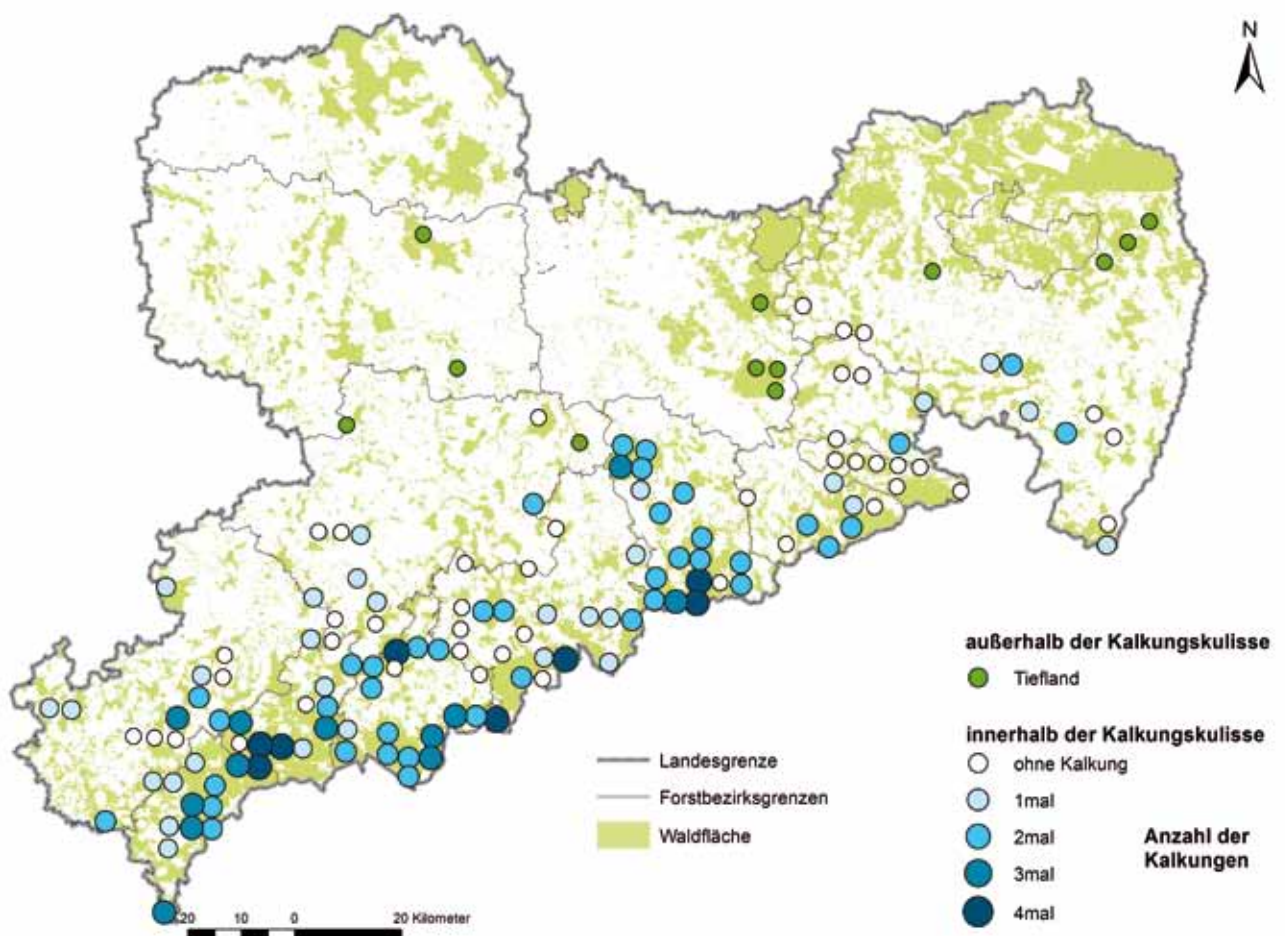 N
außerhalb der Kalkungskulisse
Tiefland
innerhalb der Kalkungskulisse
ohne Kalkung
1mal
2mal
3mal
4mal
Anzahl der
Kalkungen
Landesgrenze
Forstbezirksgrenzen
Waldfläche
20 10 0 20 Kilometer